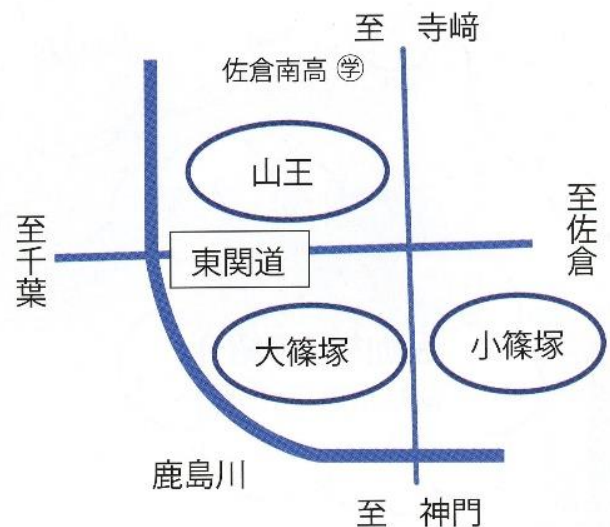 至 寺﨑
佐倉南高 ㊫
山王
至佐倉
至千葉
東関道
大篠塚
小篠塚
鹿島川
至 神門